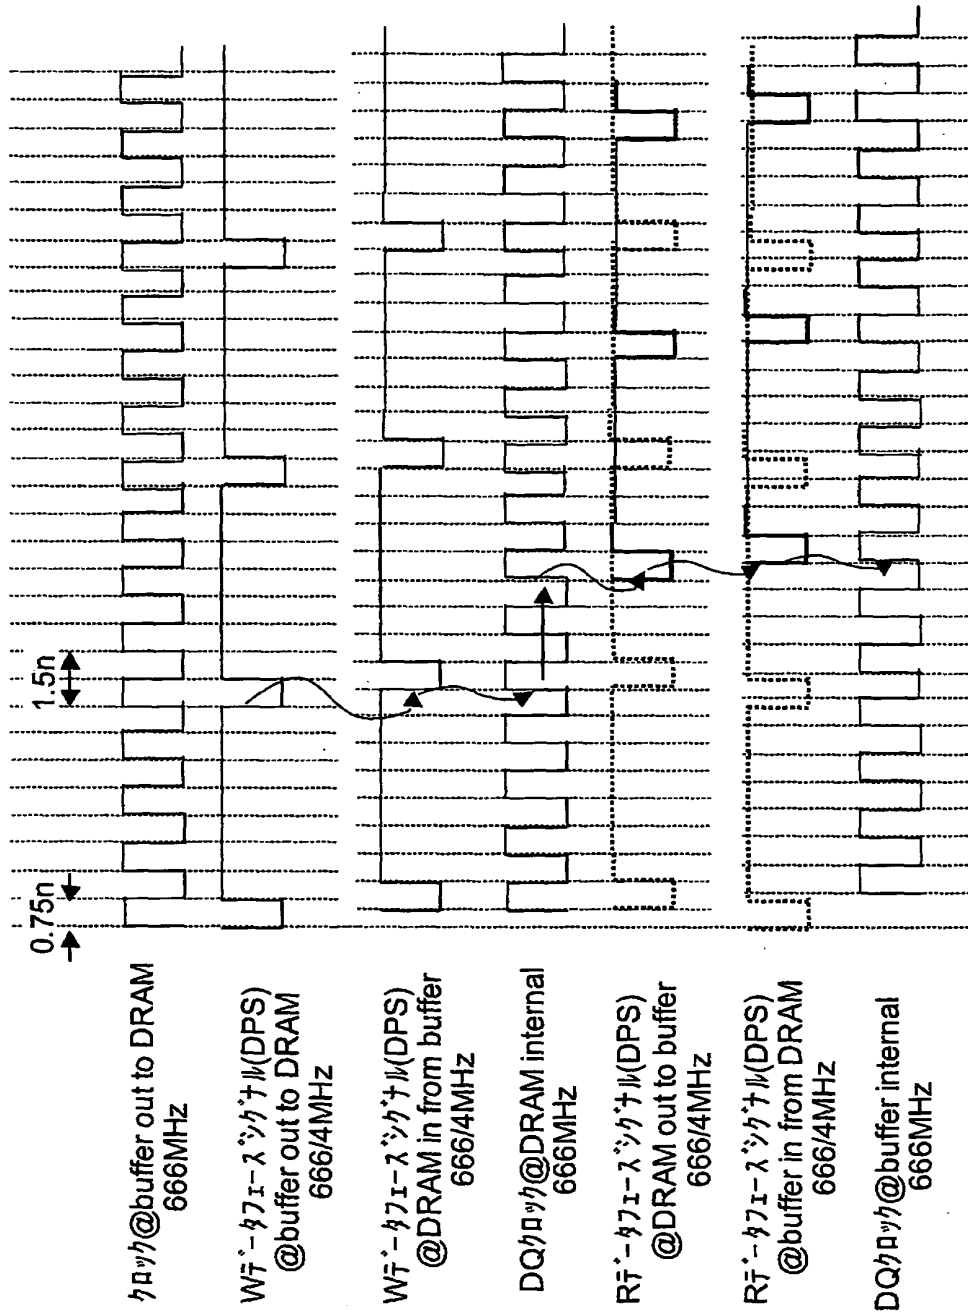 0.75n
1.5n
クロック@buffer out to DRAM
666MHz
Wデータフェーズシグナル(DPS)
@buffer out to DRAM
666/4MHz
Wデータフェーズシグナル(DPS)
@DRAM in from buffer
666/4MHz
DQクロック@DRAM internal
666MHz
Rデータフェーズシグナル(DPS)
@DRAM out to buffer
666/4MHz
Rデータフェーズシグナル(DPS)
@buffer in from DRAM
666/4MHz
DQクロック@buffer internal
666MHz